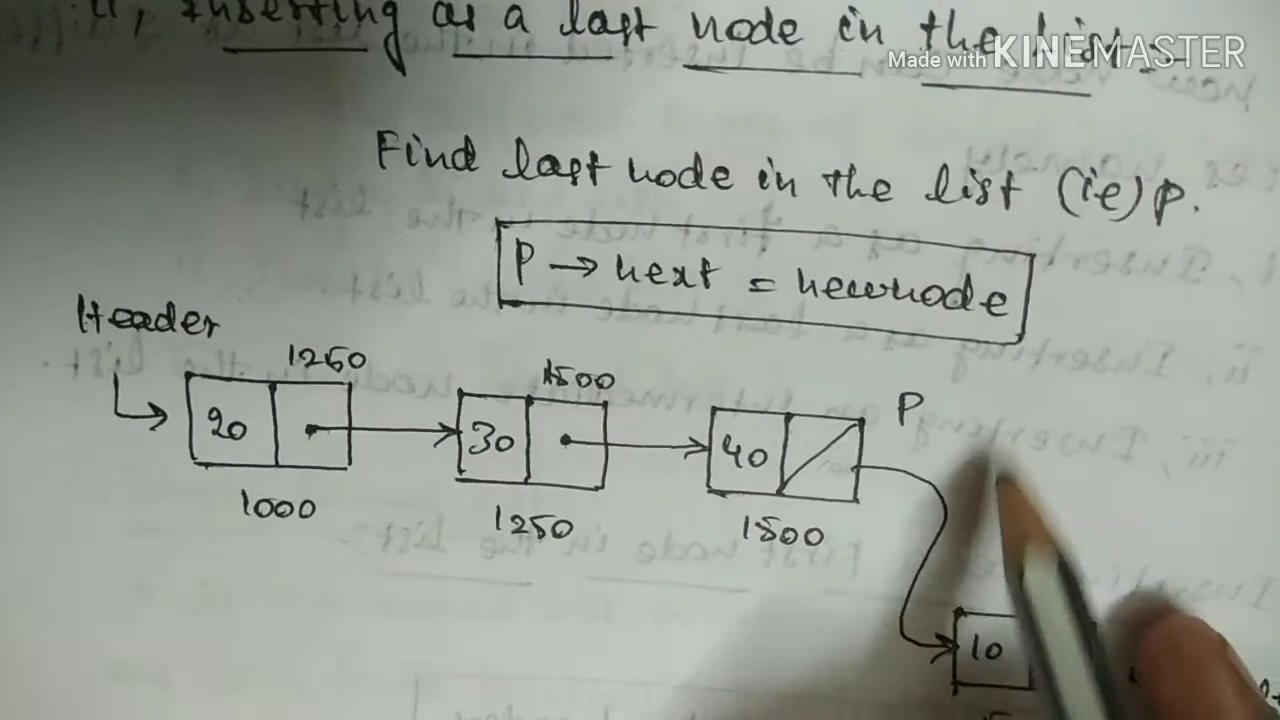 ii, Inserting as a last node in the list :-
Made with KINEMASTER
Find last node in the list (ie) p.
P → next = newnode
Header
1250
1500
P
20
30
40
1000
1250
1500
10